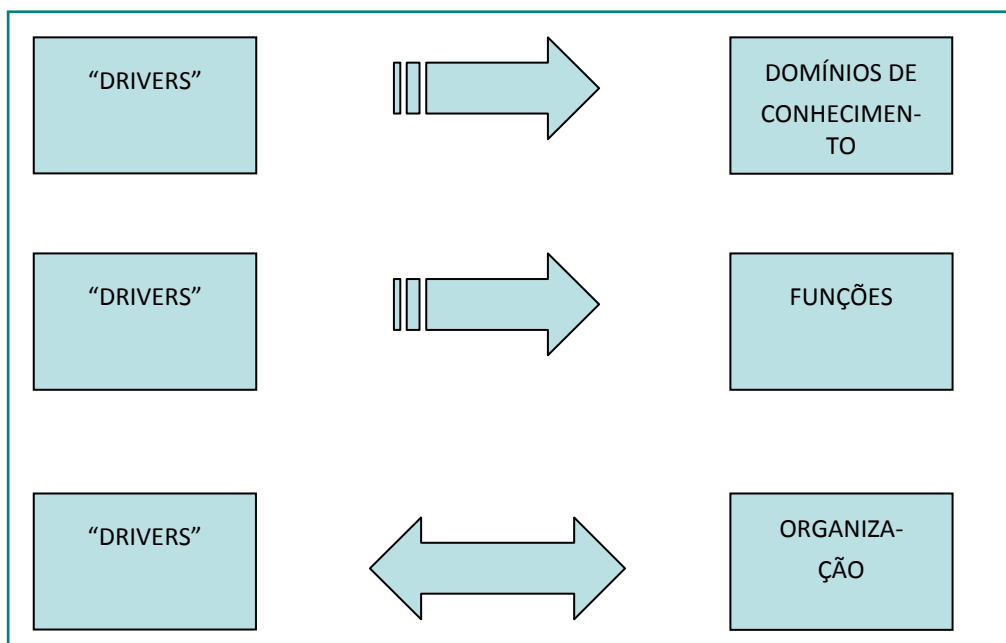 “DRIVERS”
DOMÍNIOS DE
CONHECIMEN-
TO
“DRIVERS”
FUNÇÕES
“DRIVERS”
ORGANIZA-
ÇÃO